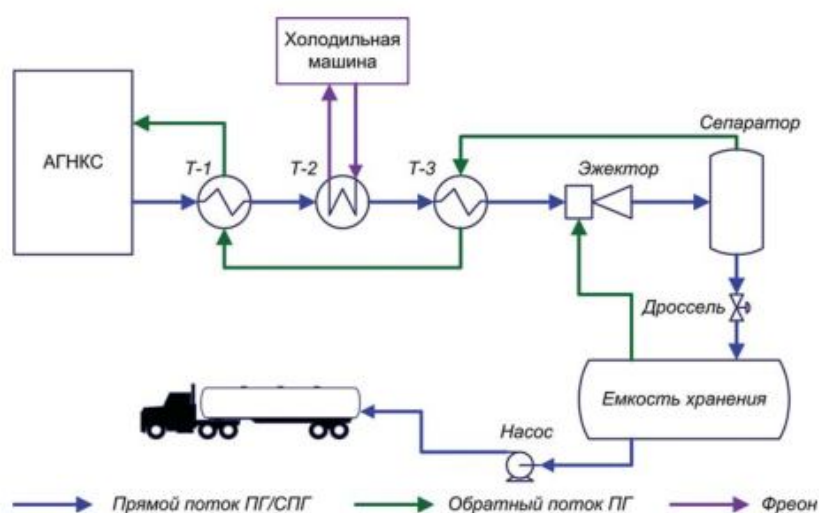 Холодильная
машина
АГНКС
Т-1
Т-2
Т-3
Эжектор
Сепаратор
Дроссель
Емкость хранения
Насос
Прямой поток ПГ/СПГ
Обратный поток ПГ
Фреон